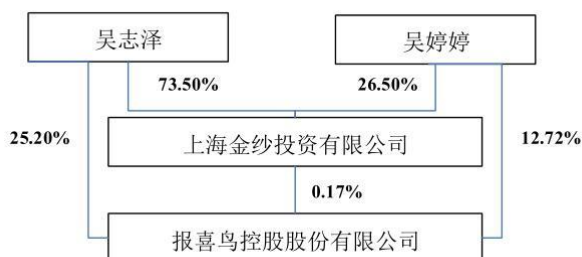 吴志泽
吴婷婷
73.50%
26.50%
25.20%
上海金纱投资有限公司
12.72%
0.17%
报喜鸟控股股份有限公司